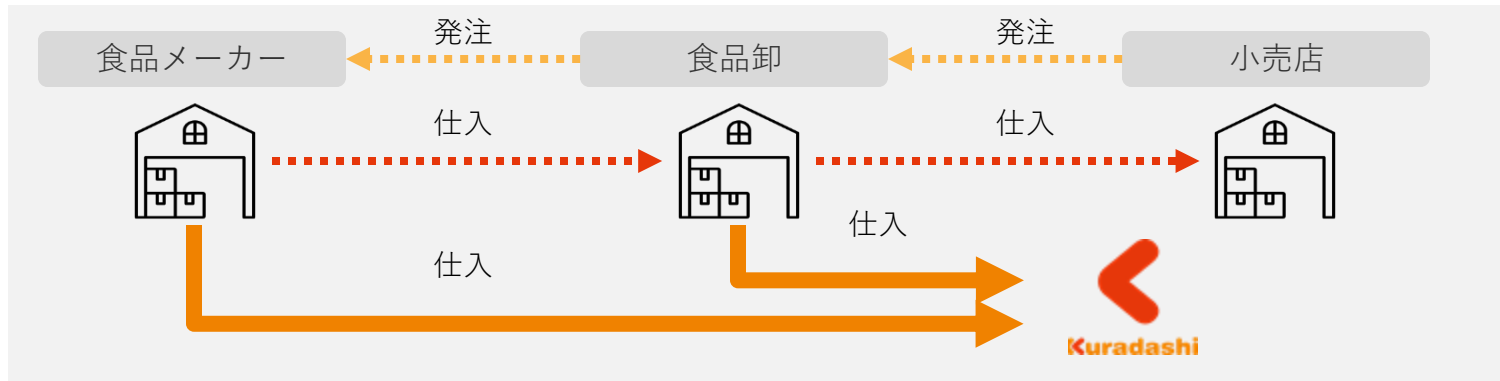 発注
発注
食品メーカー
食品卸
小売店
仕入
仕入
仕入
仕入
Kuradashi